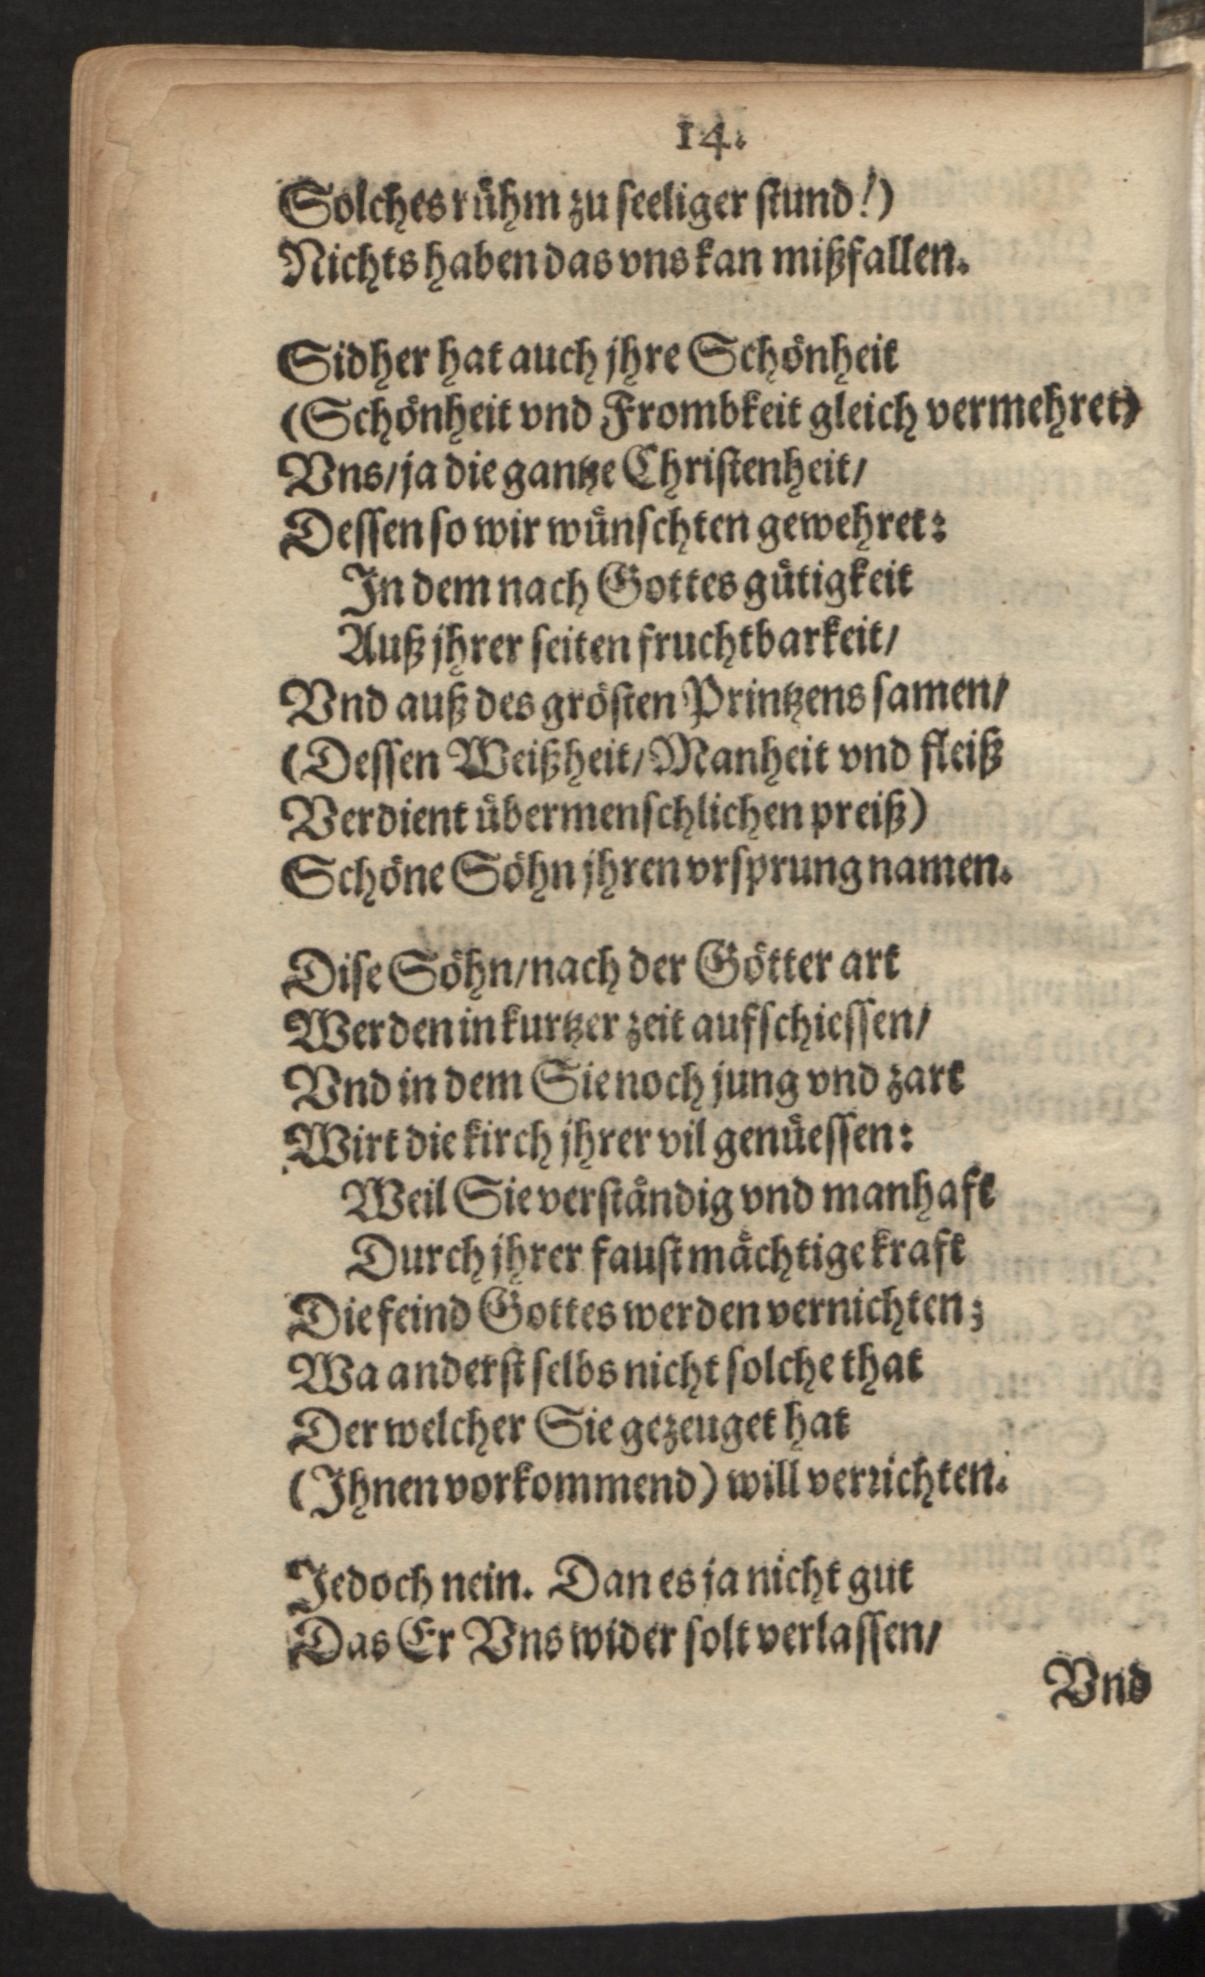 14.
Solches rühm zu seeliger stund!)
Nichts haben das vns kan mißfallen.
Sidher hat auch jhre Schönheit
(Schönheit vnd Frombkeit gleich vermehret)
Vns/ ja die gantze Christenheit/
Dessen so wir wünschten gewehret:
In dem nach Gottes gütigkeit
Auß jhrer seiten fruchtbarkeit/
Vnd auß des grösten Printzens samen/
(Dessen Weißheit/ Manheit vnd fleiß
Verdient übermenschlichen preiß)
Schöne Söhn jhren vrsprung namen.
Dise Söhn/ nach der Götter art
Werden in kurtzer zeit aufschiessen/
Vnd in dem Sie noch jung vnd zart
Wirt die kirch jhrer vil genüessen:
Weil Sie verständig vnd manhaft
Durch jhrer faust mächtige kraft
Die feind Gottes werden vernichten;
Wa anderst selbs nicht solche that
Der welcher Sie gezeuget hat
(Ihnen vorkommend) will verrichten.
Jedoch nein. Dan es ja nicht gut
Das Er Vns wider solt verlassen/
Vnd